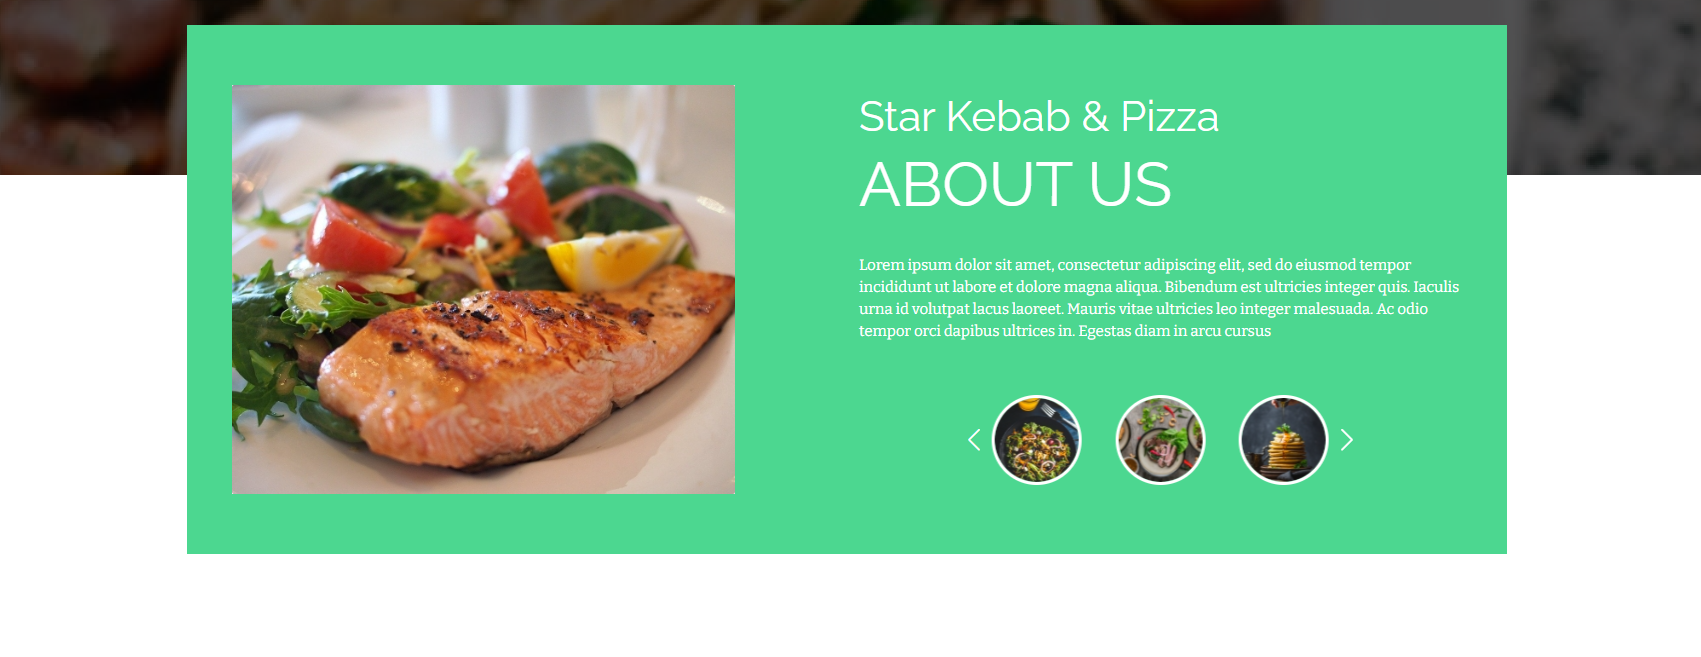 Star Kebab & Pizza
ABOUT US
Lorem ipsum dolor sit amet, consectetur adipiscing elit, sed do eiusmod tempor
incididunt ut labore et dolore magna aliqua. Bibendum est ultricies integer quis. Iaculis
urna id volutpat lacus laoreet. Mauris vitae ultricies leo integer malesuada. Ac odio
tempor orci dapibus ultrices in. Egestas diam in arcu cursus